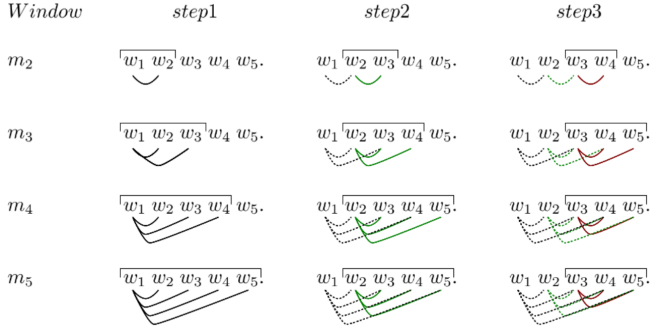 Window step1 step2 step3
m₂ w₁ w₂ w₃ w₄ w₅. w₁ w₂ w₃ w₄ w₅. w₁ w₂ w₃ w₄ w₅.
m₃ w₁ w₂ w₃ w₄ w₅. w₁ w₂ w₃ w₄ w₅. w₁ w₂ w₃ w₄ w₅.
m₄ w₁ w₂ w₃ w₄ w₅. w₁ w₂ w₃ w₄ w₅. w₁ w₂ w₃ w₄ w₅.
m₅ w₁ w₂ w₃ w₄ w₅. w₁ w₂ w₃ w₄ w₅. w₁ w₂ w₃ w₄ w₅.